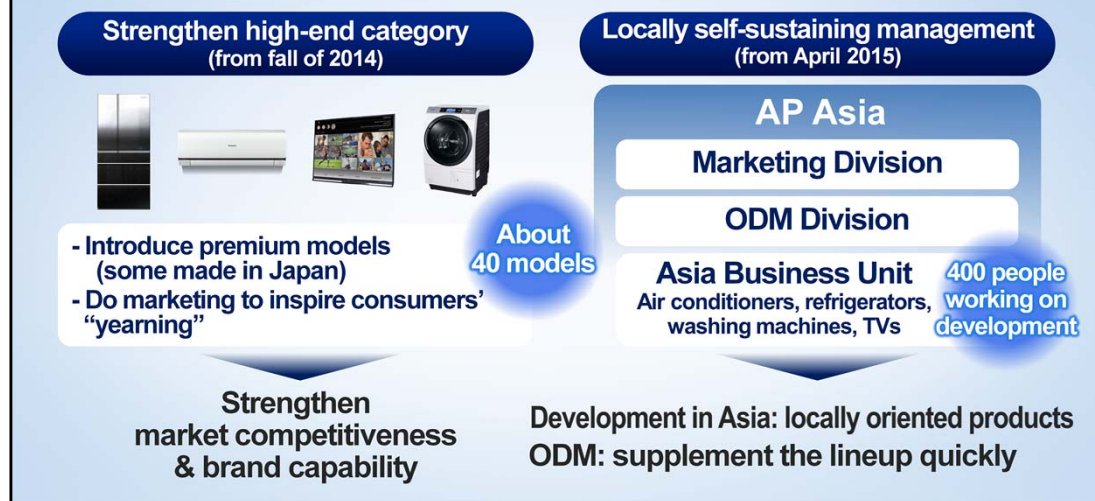 Strengthen high-end category
(from fall of 2014)
- Introduce premium models
(some made in Japan)
- Do marketing to inspire consumers’
“yearning”
About
40 models
Strengthen
market competitiveness
& brand capability
Locally self-sustaining management
(from April 2015)
AP Asia
Marketing Division
ODM Division
Asia Business Unit
Air conditioners, refrigerators,
washing machines, TVs
400 people
working on
development
Development in Asia: locally oriented products
ODM: supplement the lineup quickly